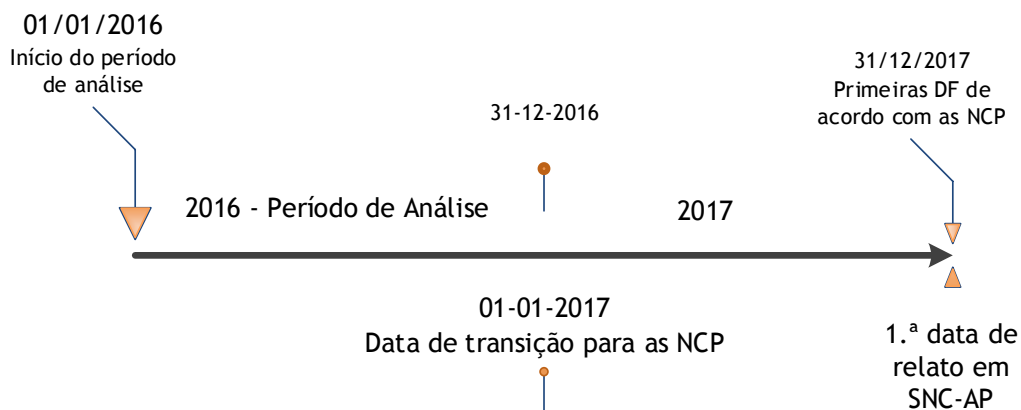 01/01/2016
Início do período
de análise
31-12-2016
31/12/2017
Primeiras DF de
acordo com as NCP
2016 - Período de Análise
2017
01-01-2017
Data de transição para as NCP
1.ª data de
relato em
SNC-AP